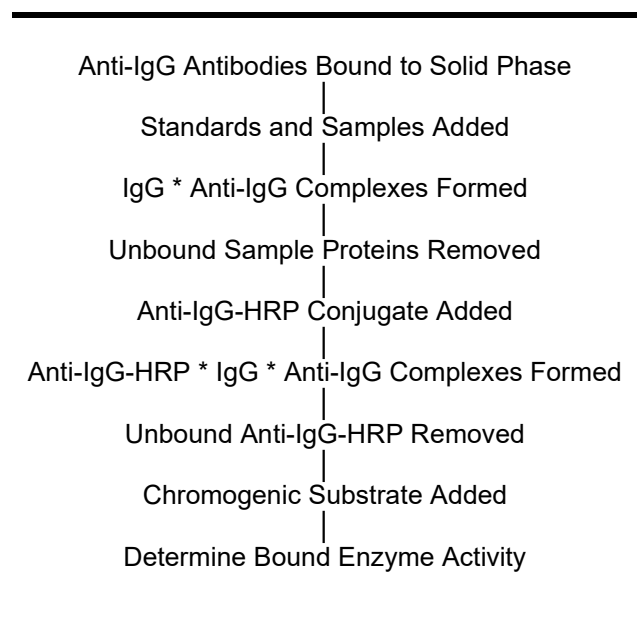 Anti-IgG Antibodies Bound to Solid Phase
Standards and Samples Added
IgG * Anti-IgG Complexes Formed
Unbound Sample Proteins Removed
Anti-IgG-HRP Conjugate Added
Anti-IgG-HRP * IgG * Anti-IgG Complexes Formed
Unbound Anti-IgG-HRP Removed
Chromogenic Substrate Added
Determine Bound Enzyme Activity